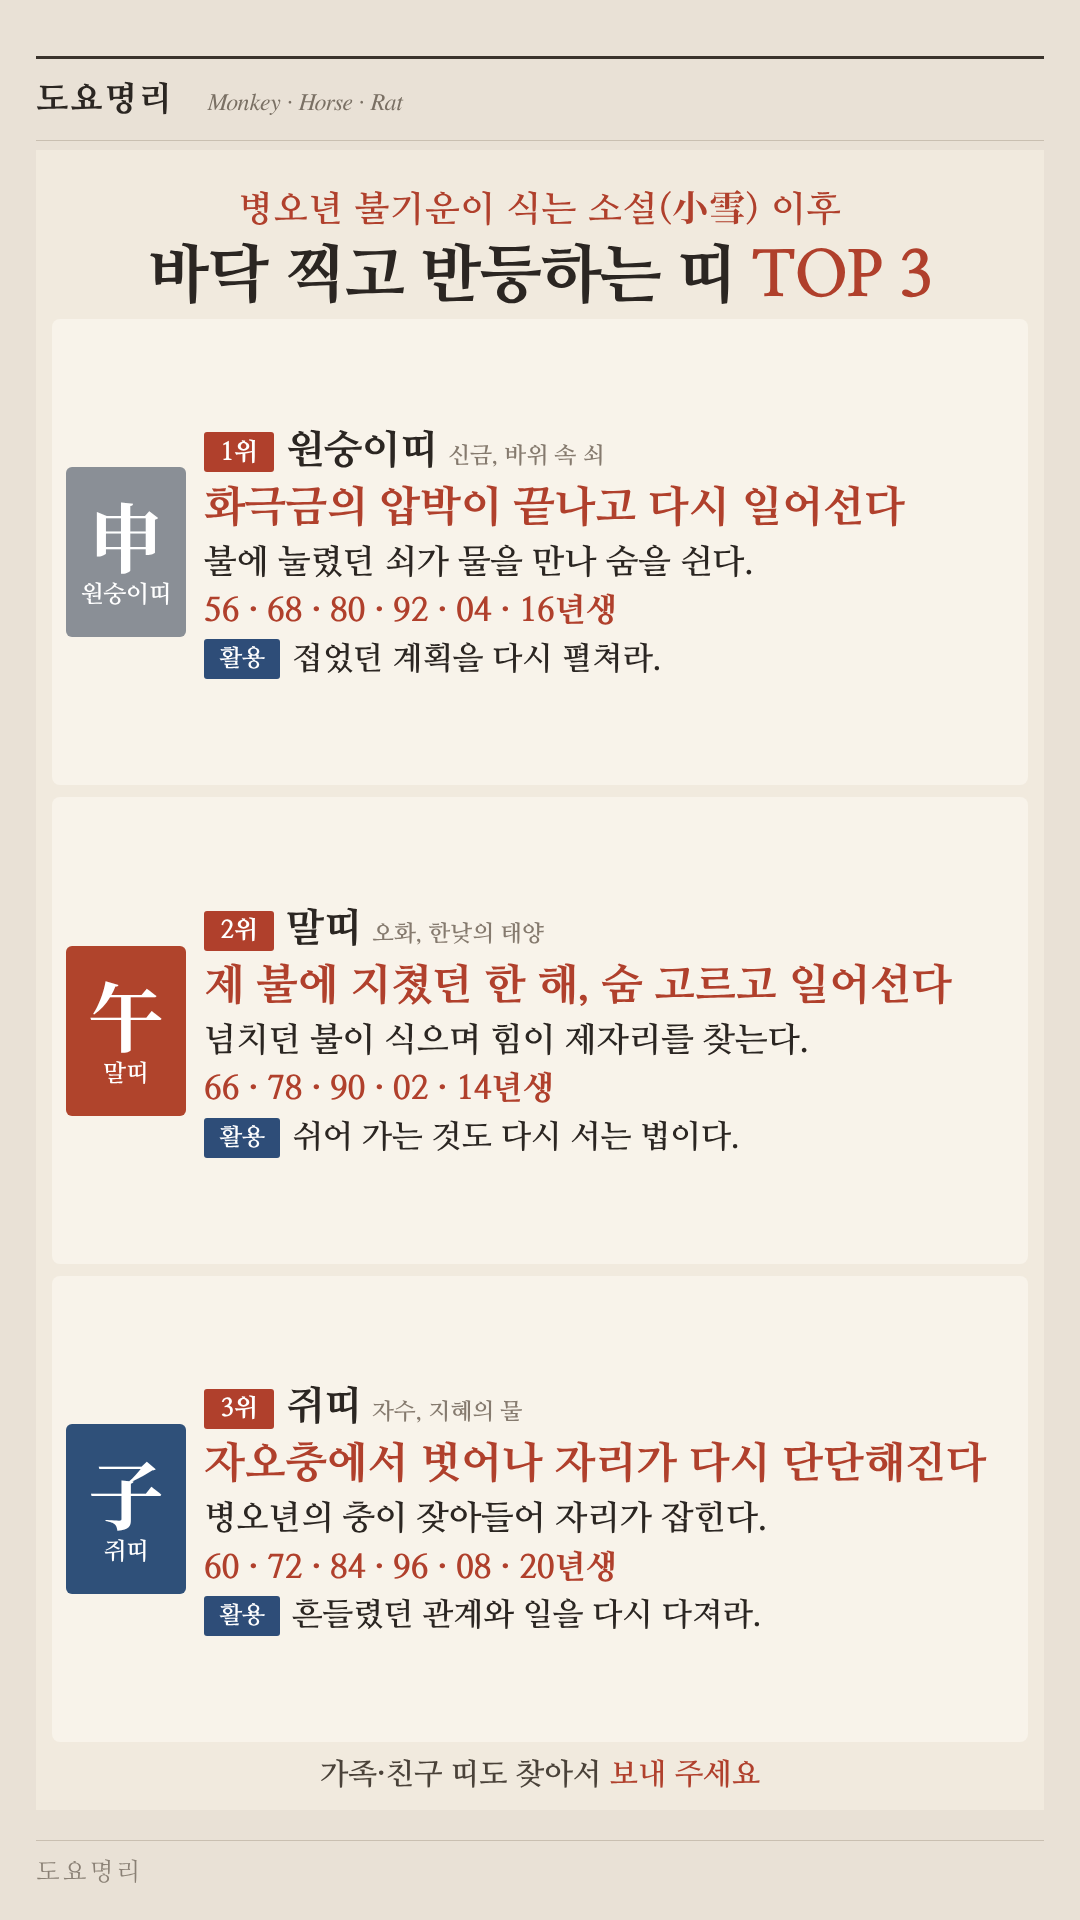 도요명리 Monkey · Horse · Rat
병오년 불기운이 식는 소설(小雪) 이후
바닥 찍고 반등하는 띠 TOP 3
申
원숭이띠
1위 원숭이띠 신금, 바위 속 쇠
화극금의 압박이 끝나고 다시 일어선다
불에 눌렸던 쇠가 물을 만나 숨을 쉰다.
56 · 68 · 80 · 92 · 04 · 16년생
활용 접었던 계획을 다시 펼쳐라.
午
말띠
2위 말띠 오화, 한낮의 태양
제 불에 지쳤던 한 해, 숨 고르고 일어선다
넘치던 불이 식으며 힘이 제자리를 찾는다.
66 · 78 · 90 · 02 · 14년생
활용 쉬어 가는 것도 다시 서는 법이다.
子
쥐띠
3위 쥐띠 자수, 지혜의 물
자오충에서 벗어나 자리가 다시 단단해진다
병오년의 충이 잦아들어 자리가 잡힌다.
60 · 72 · 84 · 96 · 08 · 20년생
활용 흔들렸던 관계와 일을 다시 다져라.
가족·친구 띠도 찾아서 보내 주세요
도요명리